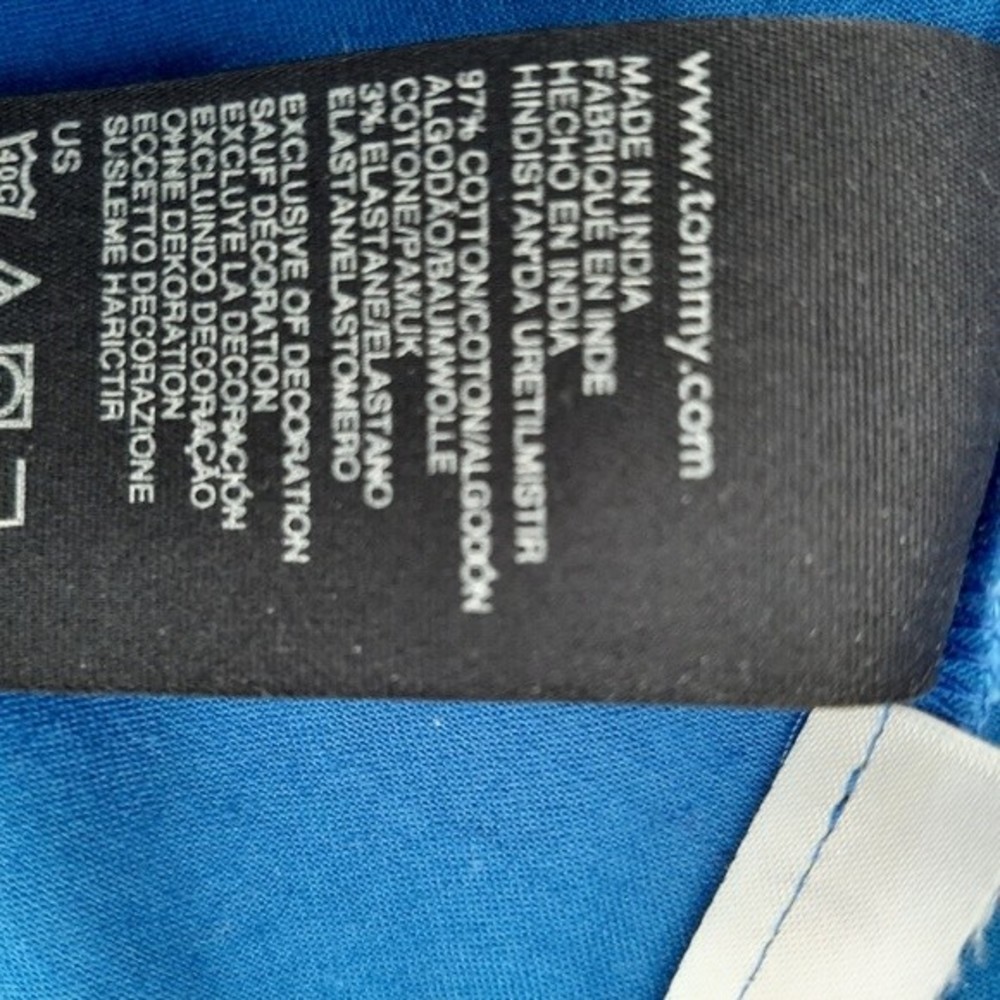 www.tommy.com
MADE IN INDIA
FABRIQUÉ EN INDE
HECHO EN INDIA
HINDISTAN'DA URETILMISTIR
97% COTTON/COTON/ALGODÓN
ALGODÃO/BAUMWOLLE
COTONE/PAMUK
3% ELASTANE/ELASTANO
ELASTAN/ELASTOMERO
EXCLUSIVE OF DECORATION
SAUF DÉCORATION
EXCLUYE LA DECORACIÓN
EXCLUINDO DECORAÇÃO
OHNE DEKORATION
ECCETTO DECORAZIONE
SUSLEME HARICTIR
US
40C